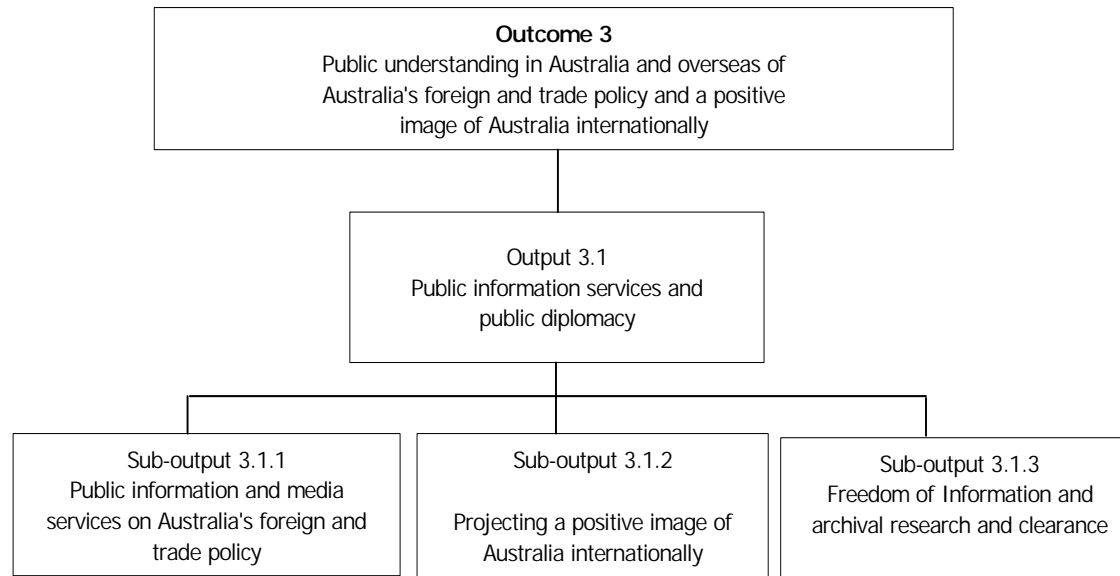 Outcome 3
Public understanding in Australia and overseas of
Australia's foreign and trade policy and a positive
image of Australia internationally
Output 3.1
Public information services and
public diplomacy
Sub-output 3.1.1
Public information and media
services on Australia's foreign and
trade policy
Sub-output 3.1.2
Projecting a positive image of
Australia internationally
Sub-output 3.1.3
Freedom of Information and
archival research and clearance